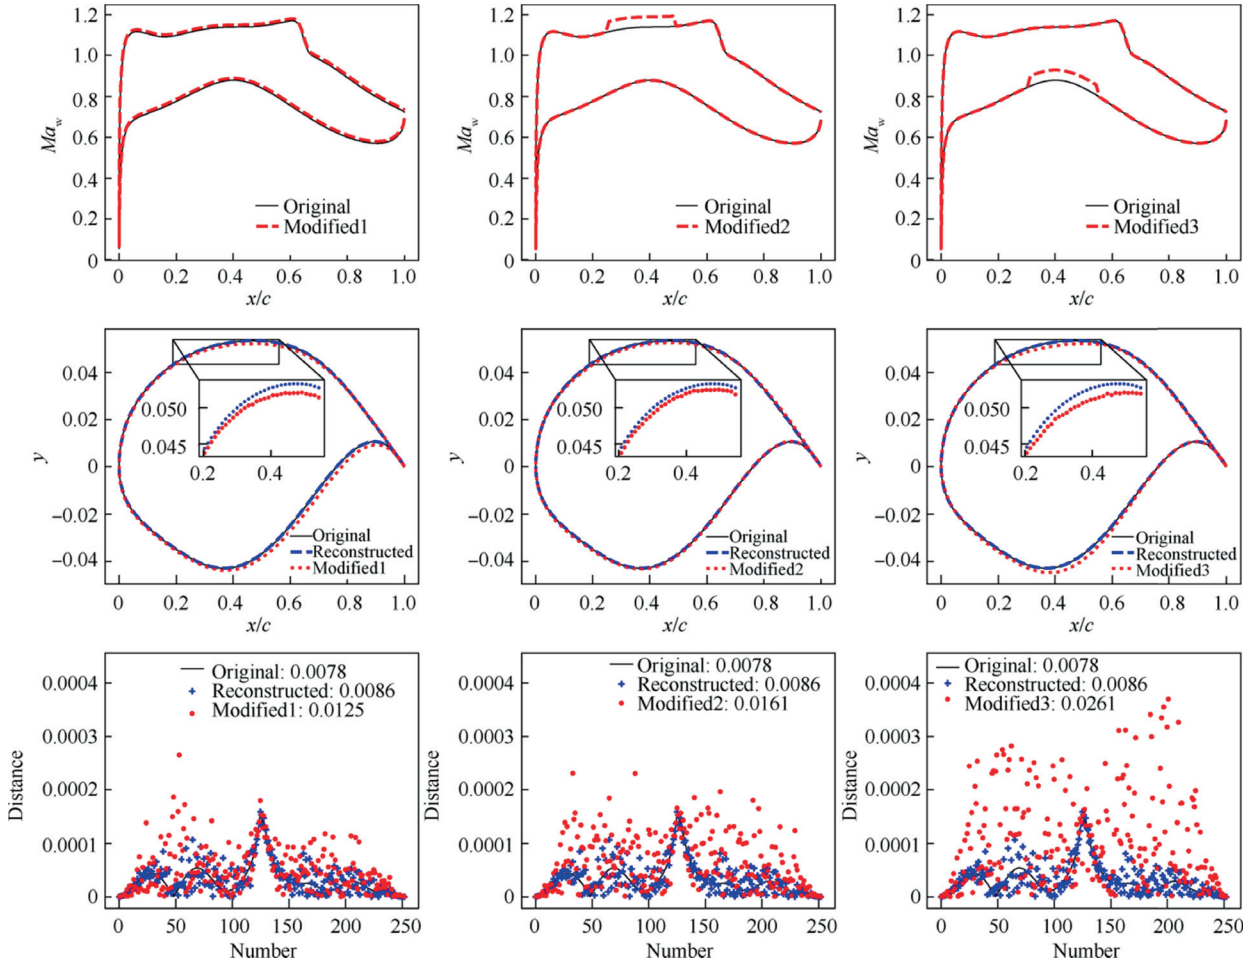 1.2
1.0
0.8
0.6
0.4
0.2
0
Ma_w
Original
Modified1
0 0.2 0.4 0.6 0.8 1.0
x/c
1.2
1.0
0.8
0.6
0.4
0.2
0
Ma_w
Original
Modified2
0 0.2 0.4 0.6 0.8 1.0
x/c
1.2
1.0
0.8
0.6
0.4
0.2
0
Ma_w
Original
Modified3
0 0.2 0.4 0.6 0.8 1.0
x/c
0.04
0.02
0
−0.02
−0.04
y
0.050
0.045
0.2 0.4
Original
Reconstructed
Modified1
0 0.2 0.4 0.6 0.8 1.0
x/c
0.04
0.02
0
−0.02
−0.04
y
0.050
0.045
0.2 0.4
Original
Reconstructed
Modified2
0 0.2 0.4 0.6 0.8 1.0
x/c
0.04
0.02
0
−0.02
−0.04
y
0.050
0.045
0.2 0.4
Original
Reconstructed
Modified3
0 0.2 0.4 0.6 0.8 1.0
x/c
0.0004
0.0003
0.0002
0.0001
0
Distance
Original: 0.0078
Reconstructed: 0.0086
Modified1: 0.0125
0 50 100 150 200 250
Number
0.0004
0.0003
0.0002
0.0001
0
Distance
Original: 0.0078
Reconstructed: 0.0086
Modified2: 0.0161
0 50 100 150 200 250
Number
0.0004
0.0003
0.0002
0.0001
0
Distance
Original: 0.0078
Reconstructed: 0.0086
Modified3: 0.0261
0 50 100 150 200 250
Number